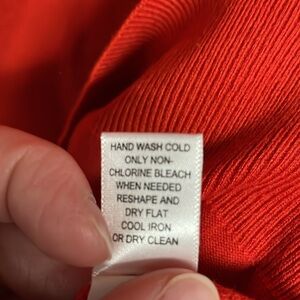 HAND WASH COLD
ONLY NON-
CHLORINE BLEACH
WHEN NEEDED
RESHAPE AND
DRY FLAT
COOL IRON
OR DRY CLEAN